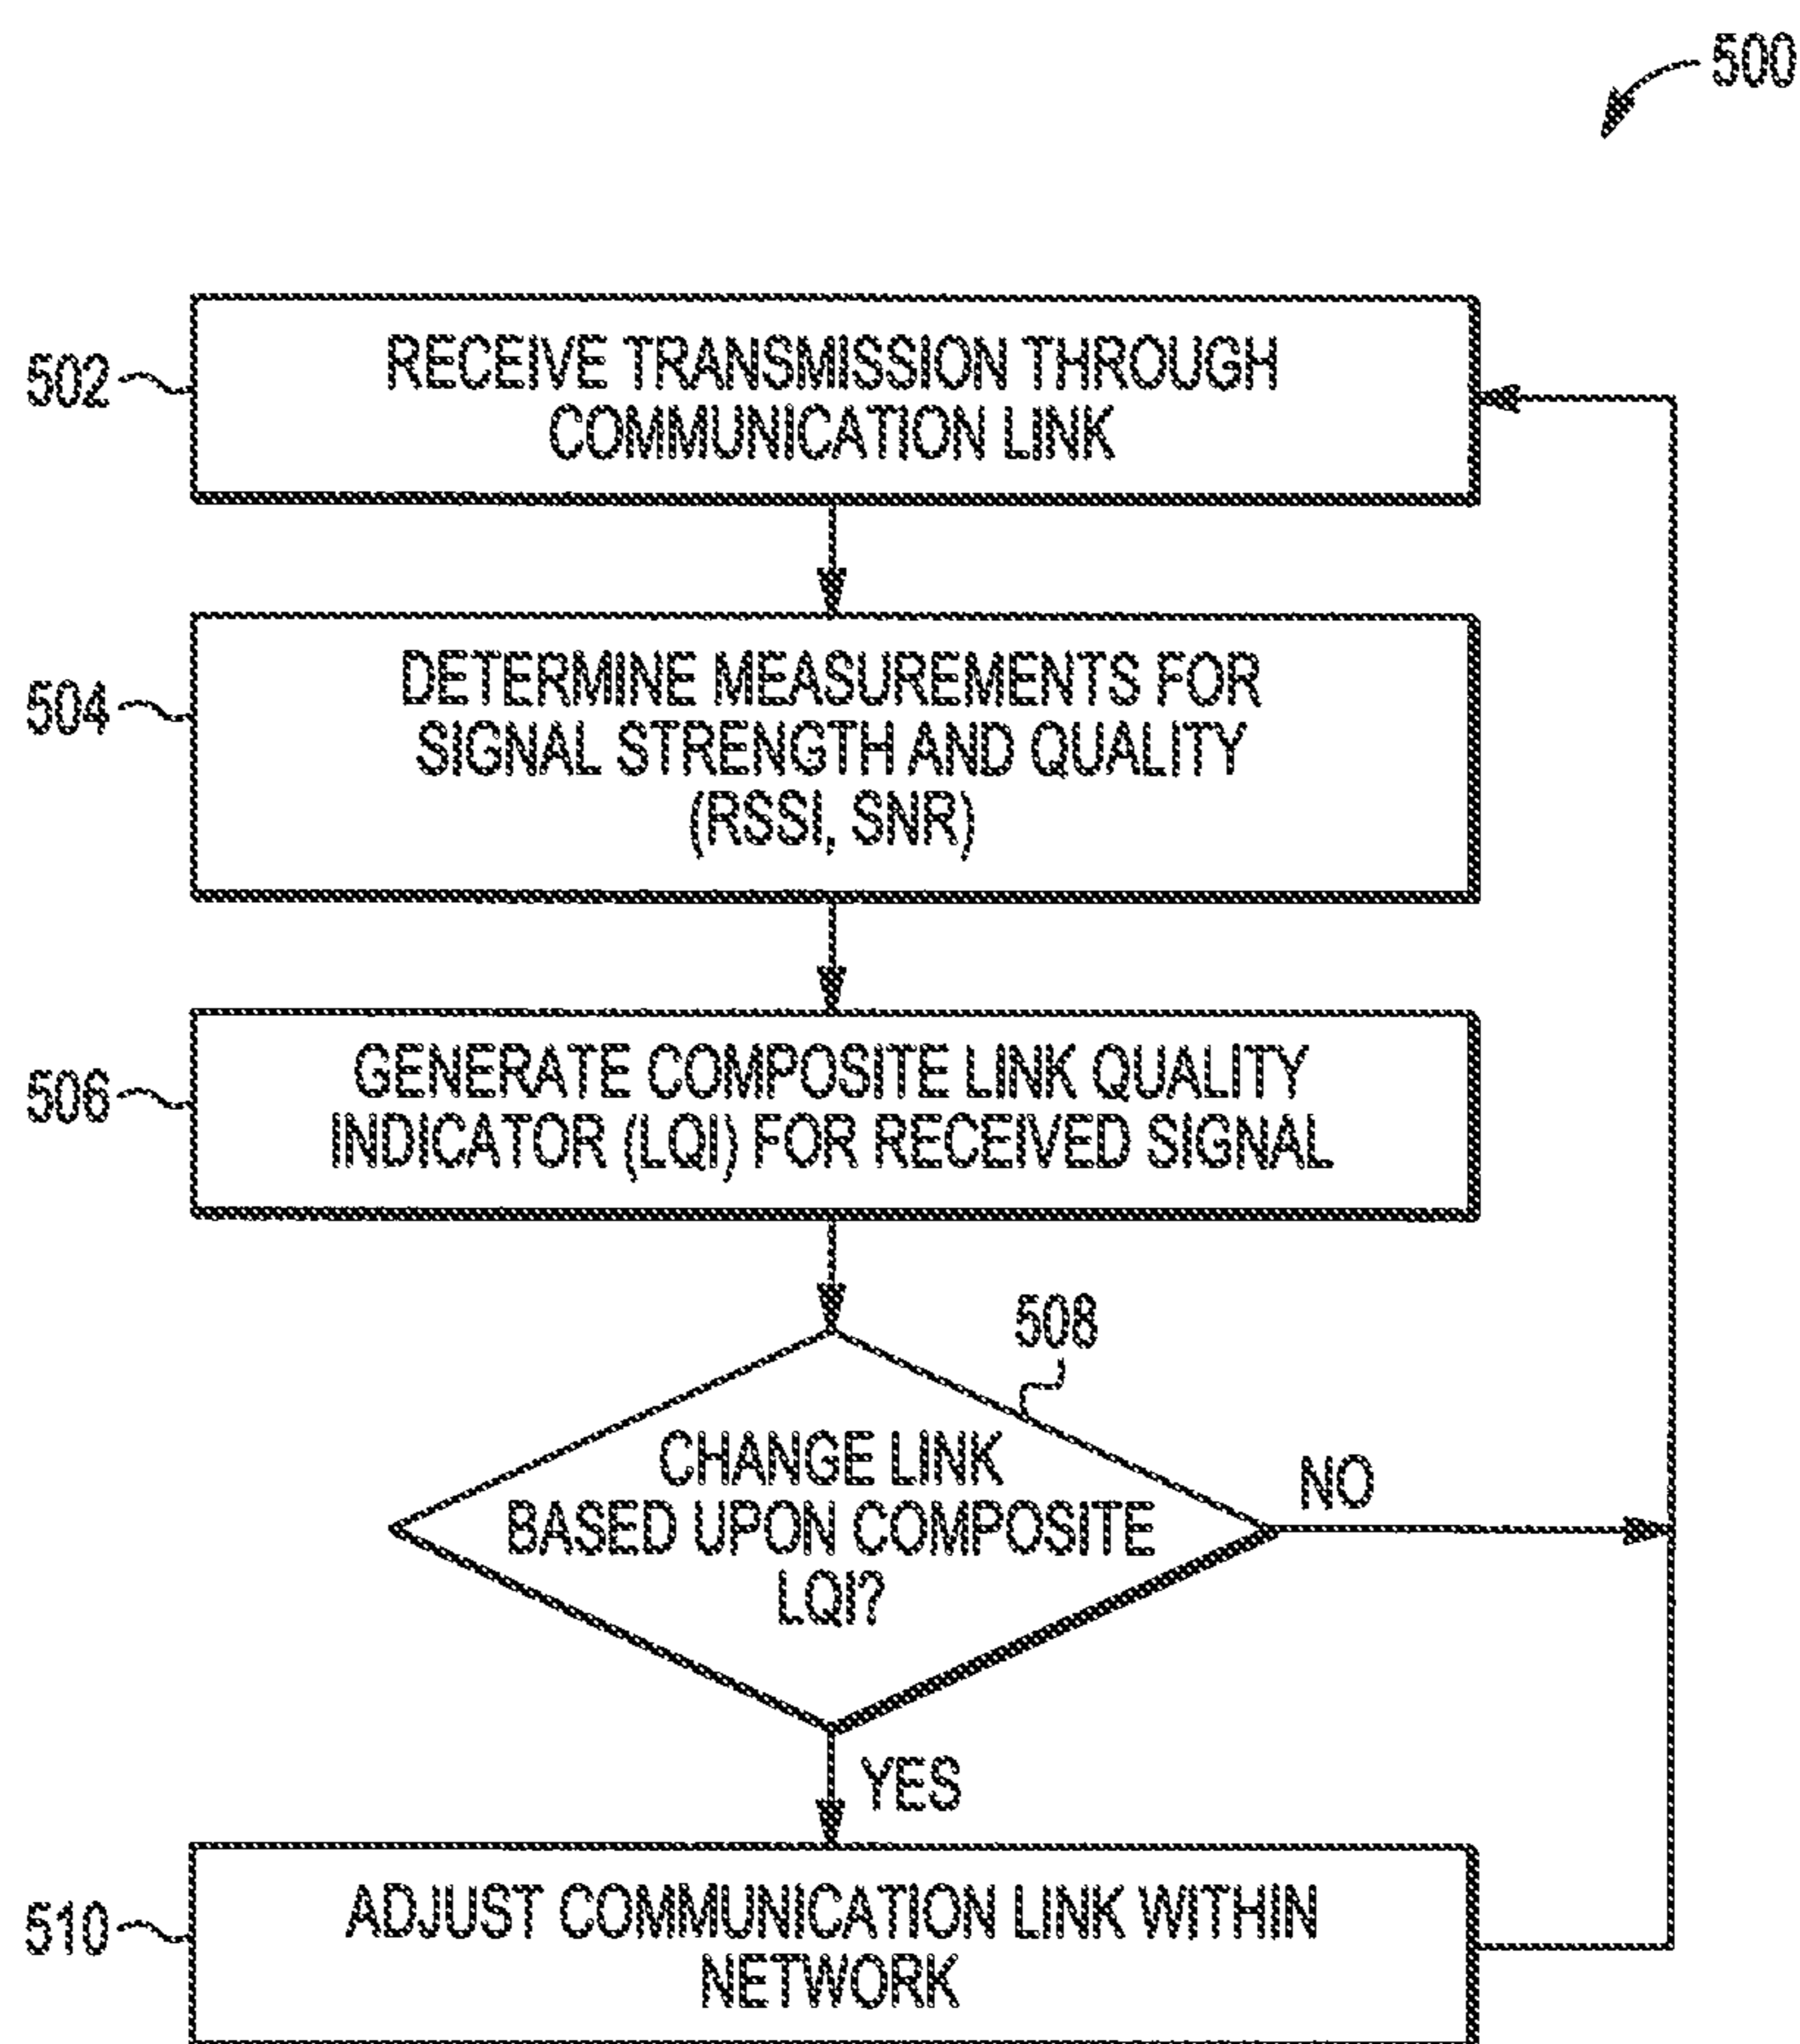 500
502
RECEIVE TRANSMISSION THROUGH
COMMUNICATION LINK
504
DETERMINE MEASUREMENTS FOR
SIGNAL STRENGTH AND QUALITY
(RSSI, SNR)
506
GENERATE COMPOSITE LINK QUALITY
INDICATOR (LQI) FOR RECEIVED SIGNAL
508
CHANGE LINK
BASED UPON COMPOSITE
LQI?
NO
YES
510
ADJUST COMMUNICATION LINK WITHIN
NETWORK